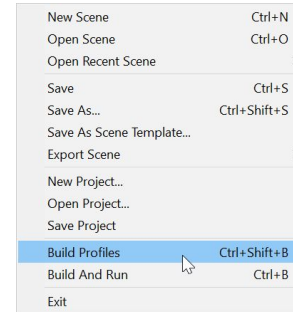 New Scene Ctrl+N
Open Scene Ctrl+O
Open Recent Scene
Save Ctrl+S
Save As... Ctrl+Shift+S
Save As Scene Template...
Export Scene
New Project...
Open Project...
Save Project
Build Profiles Ctrl+Shift+B
Build And Run Ctrl+B
Exit